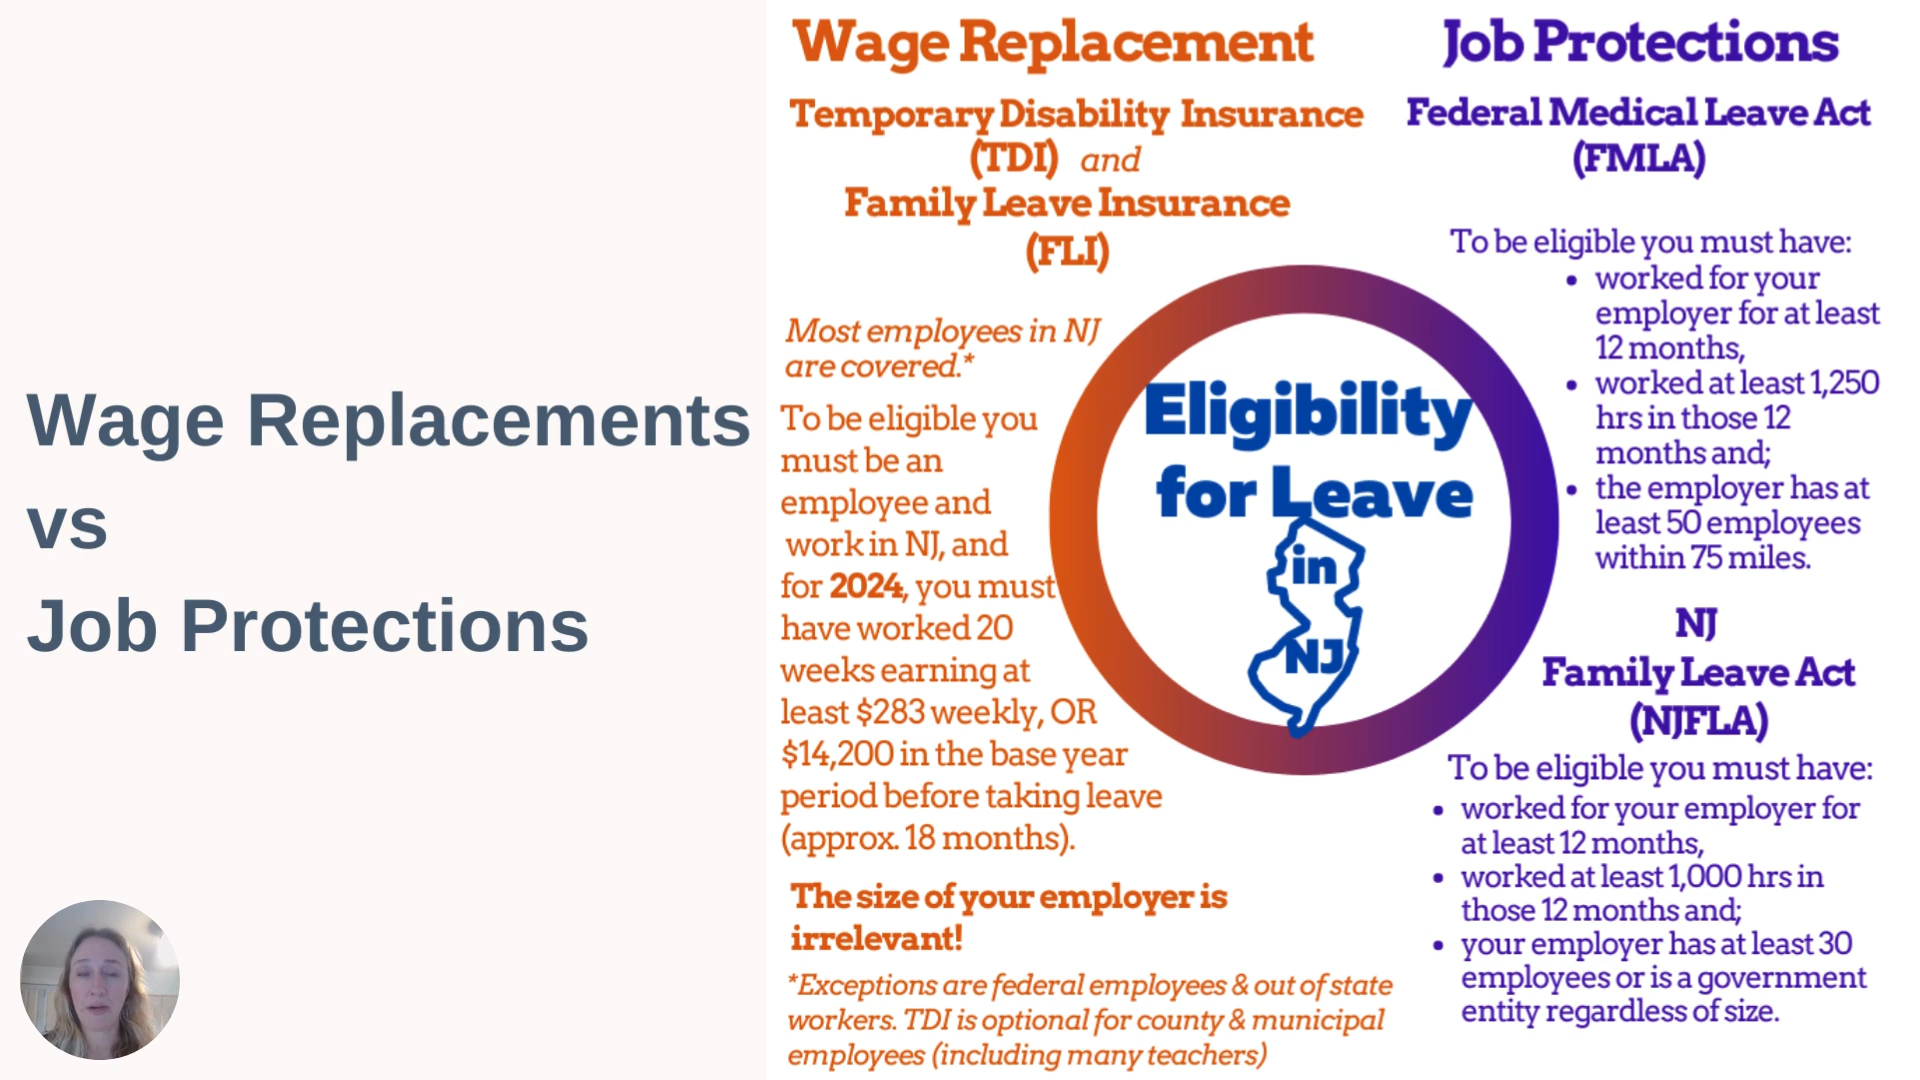 Wage Replacements
vs
Job Protections
Wage Replacement
Temporary Disability Insurance
(TDI) and
Family Leave Insurance
(FLI)
Most employees in NJ
are covered.*
To be eligible you
must be an
employee and
work in NJ, and
for 2024, you must
have worked 20
weeks earning at
least $283 weekly, OR
$14,200 in the base year
period before taking leave
(approx. 18 months).
The size of your employer is
irrelevant!
*Exceptions are federal employees & out of state
workers. TDI is optional for county & municipal
employees (including many teachers)
Eligibility
for Leave
in
NJ
Job Protections
Federal Medical Leave Act
(FMLA)
To be eligible you must have:
• worked for your
employer for at least
12 months,
• worked at least 1,250
hrs in those 12
months and;
• the employer has at
least 50 employees
within 75 miles.
NJ
Family Leave Act
(NJFLA)
To be eligible you must have:
• worked for your employer for
at least 12 months,
• worked at least 1,000 hrs in
those 12 months and;
• your employer has at least 30
employees or is a government
entity regardless of size.